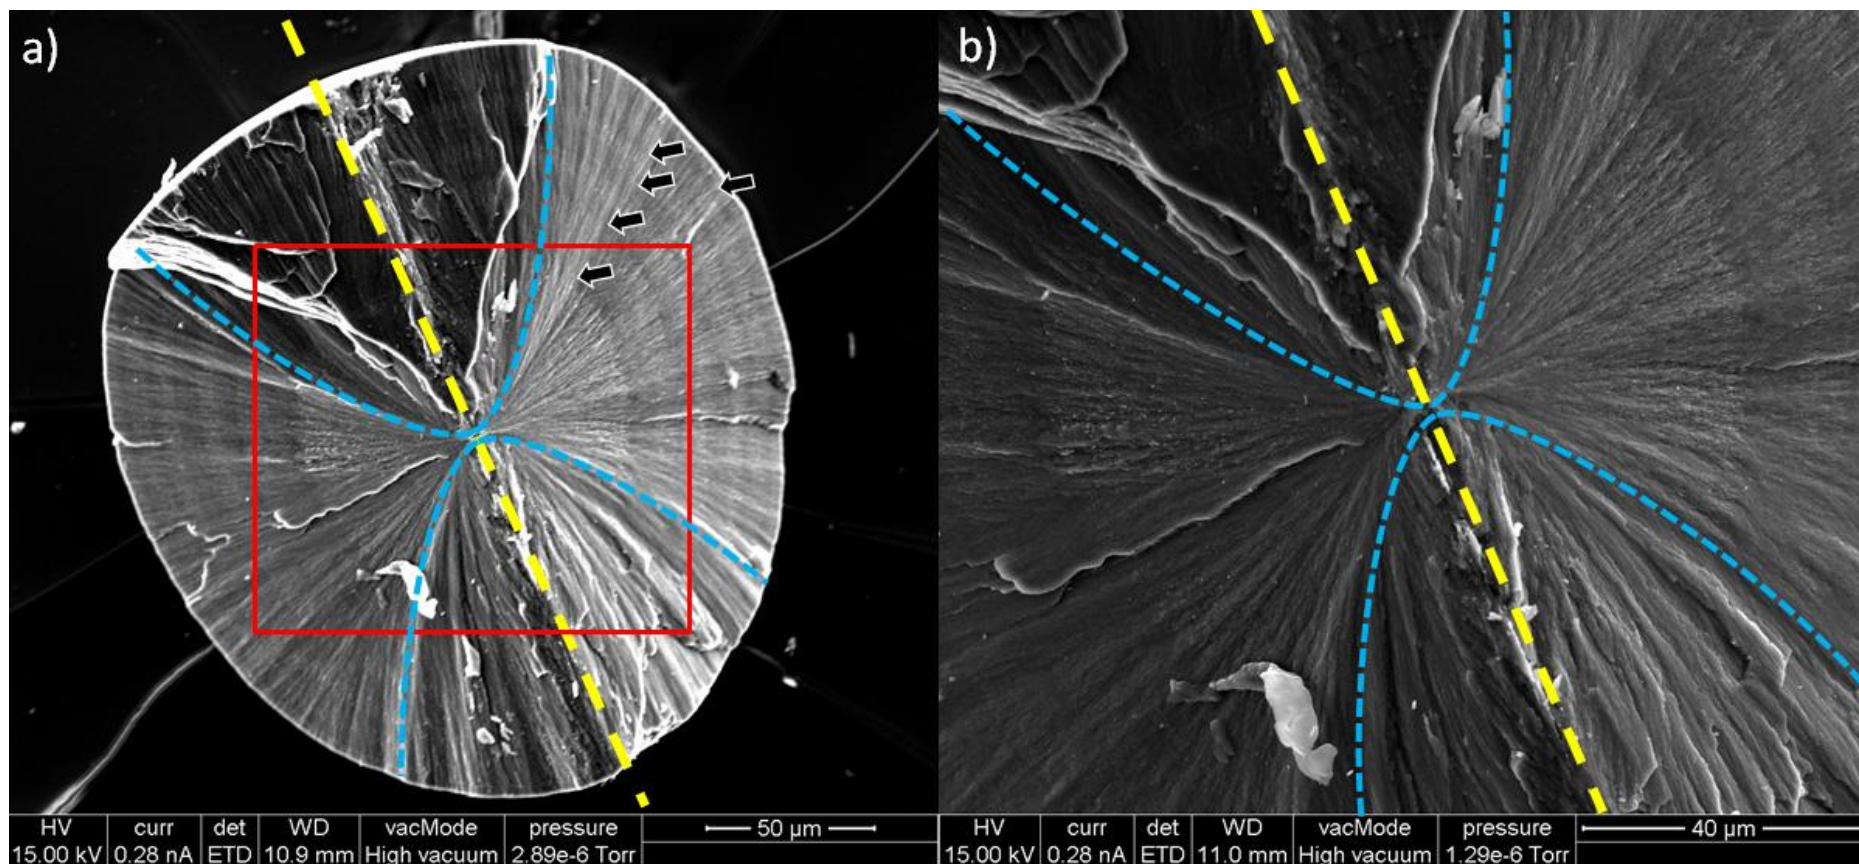 a)
b)
HV curr det WD vacMode pressure
15.00 kV 0.28 nA ETD 10.9 mm High vacuum 2.89e-6 Torr
50 µm
HV curr det WD vacMode pressure
15.00 kV 0.28 nA ETD 11.0 mm High vacuum 1.29e-6 Torr
40 µm